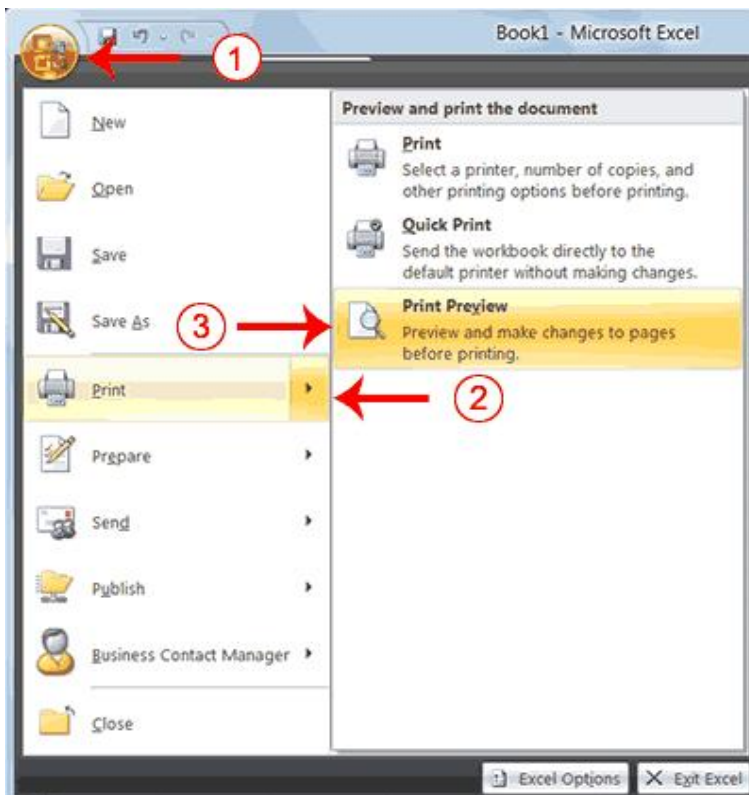 Book1 - Microsoft Excel
1
New
Open
Save
Save As
Print
Prepare
Send
Publish
Business Contact Manager
Close
Preview and print the document
Print
Select a printer, number of copies, and
other printing options before printing.
Quick Print
Send the workbook directly to the
default printer without making changes.
3
Print Preview
Preview and make changes to pages
before printing.
2
Excel Options
Exit Excel